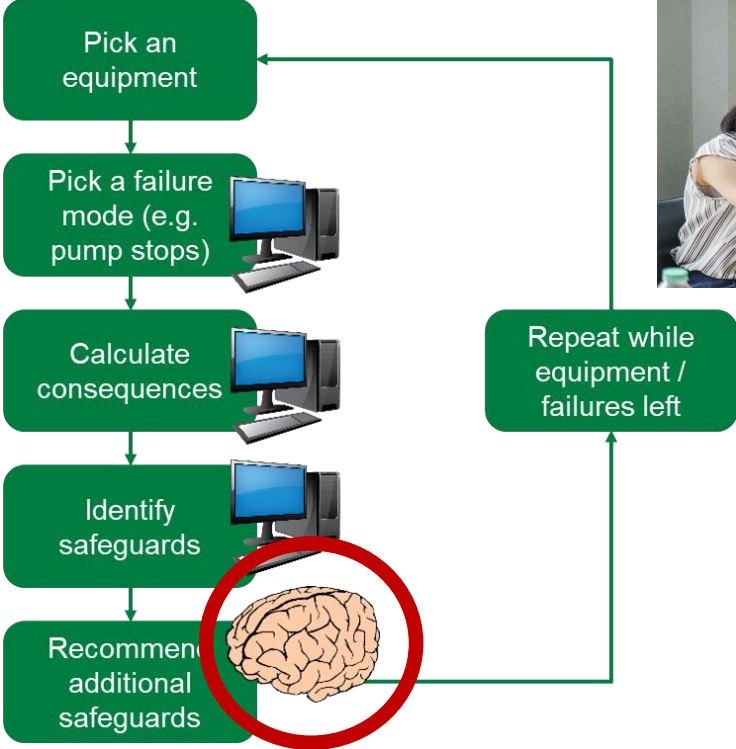 Pick an
equipment
Pick a failure
mode (e.g.
pump stops)
Calculate
consequences
Identify
safeguards
Recommend
additional
safeguards
Repeat while
equipment /
failures left